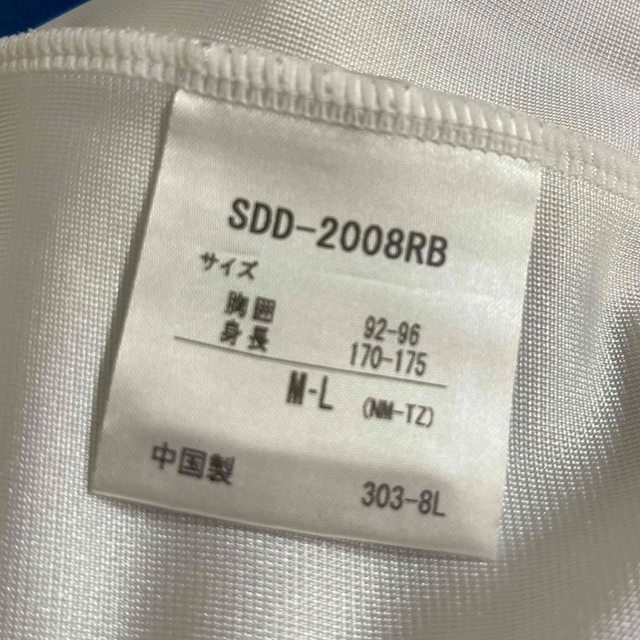 SDD-2008RB
サイズ
胸囲 92-96
身長 170-175
M-L (NM-TZ)
中国製 303-8L